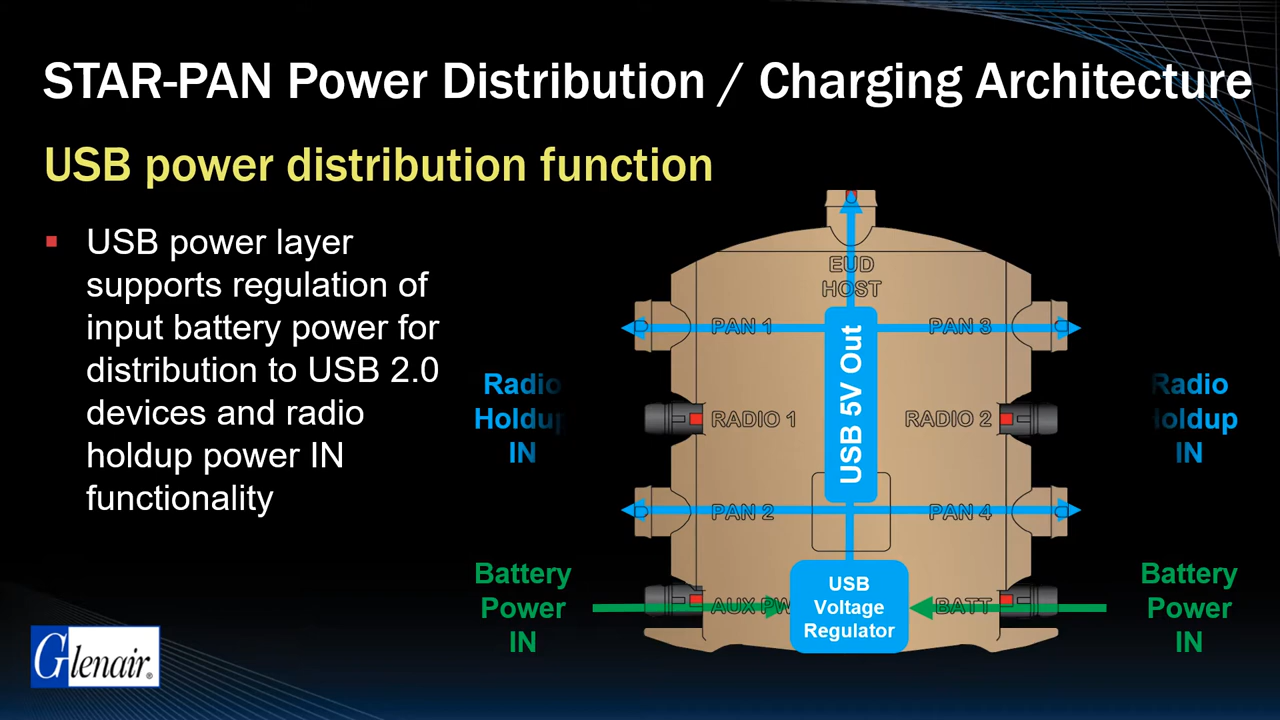 STAR-PAN Power Distribution / Charging Architecture
USB power distribution function
USB power layer
supports regulation of
input battery power for
distribution to USB 2.0
devices and radio
holdup power IN
functionality
EUD
HOST
PAN 1
PAN 3
USB 5V Out
Radio
Holdup
IN
RADIO 1
RADIO 2
Radio
Holdup
IN
PAN 2
PAN 4
Battery
Power
IN
AUX PW
USB
Voltage
Regulator
BATT
Battery
Power
IN
Glenair®